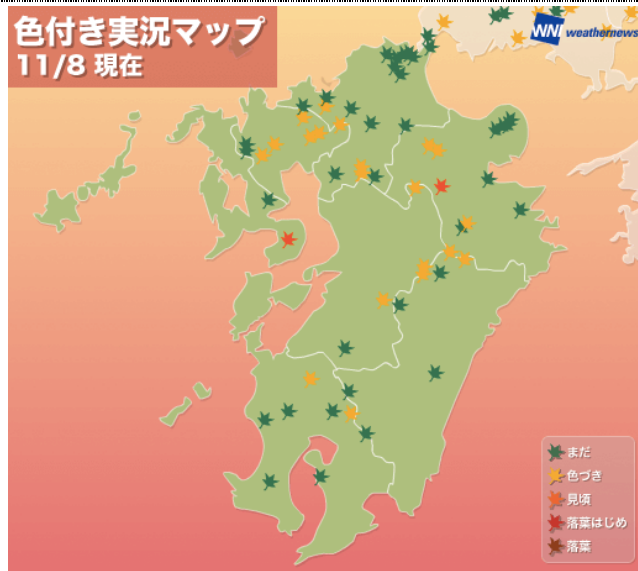 色付き実況マップ
11/8 現在
WNI weathernews
まだ
色づき
見頃
落葉はじめ
落葉